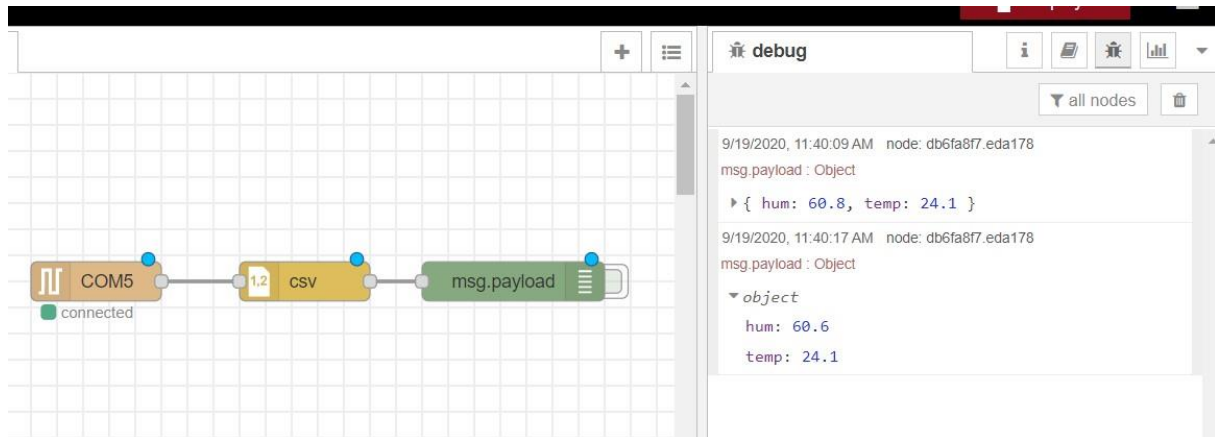 debug
i
all nodes
9/19/2020, 11:40:09 AM node: db6fa8f7.eda178
msg.payload : Object
{ hum: 60.8, temp: 24.1 }
9/19/2020, 11:40:17 AM node: db6fa8f7.eda178
msg.payload : Object
object
hum: 60.6
temp: 24.1
COM5
connected
1,2 csv
msg.payload